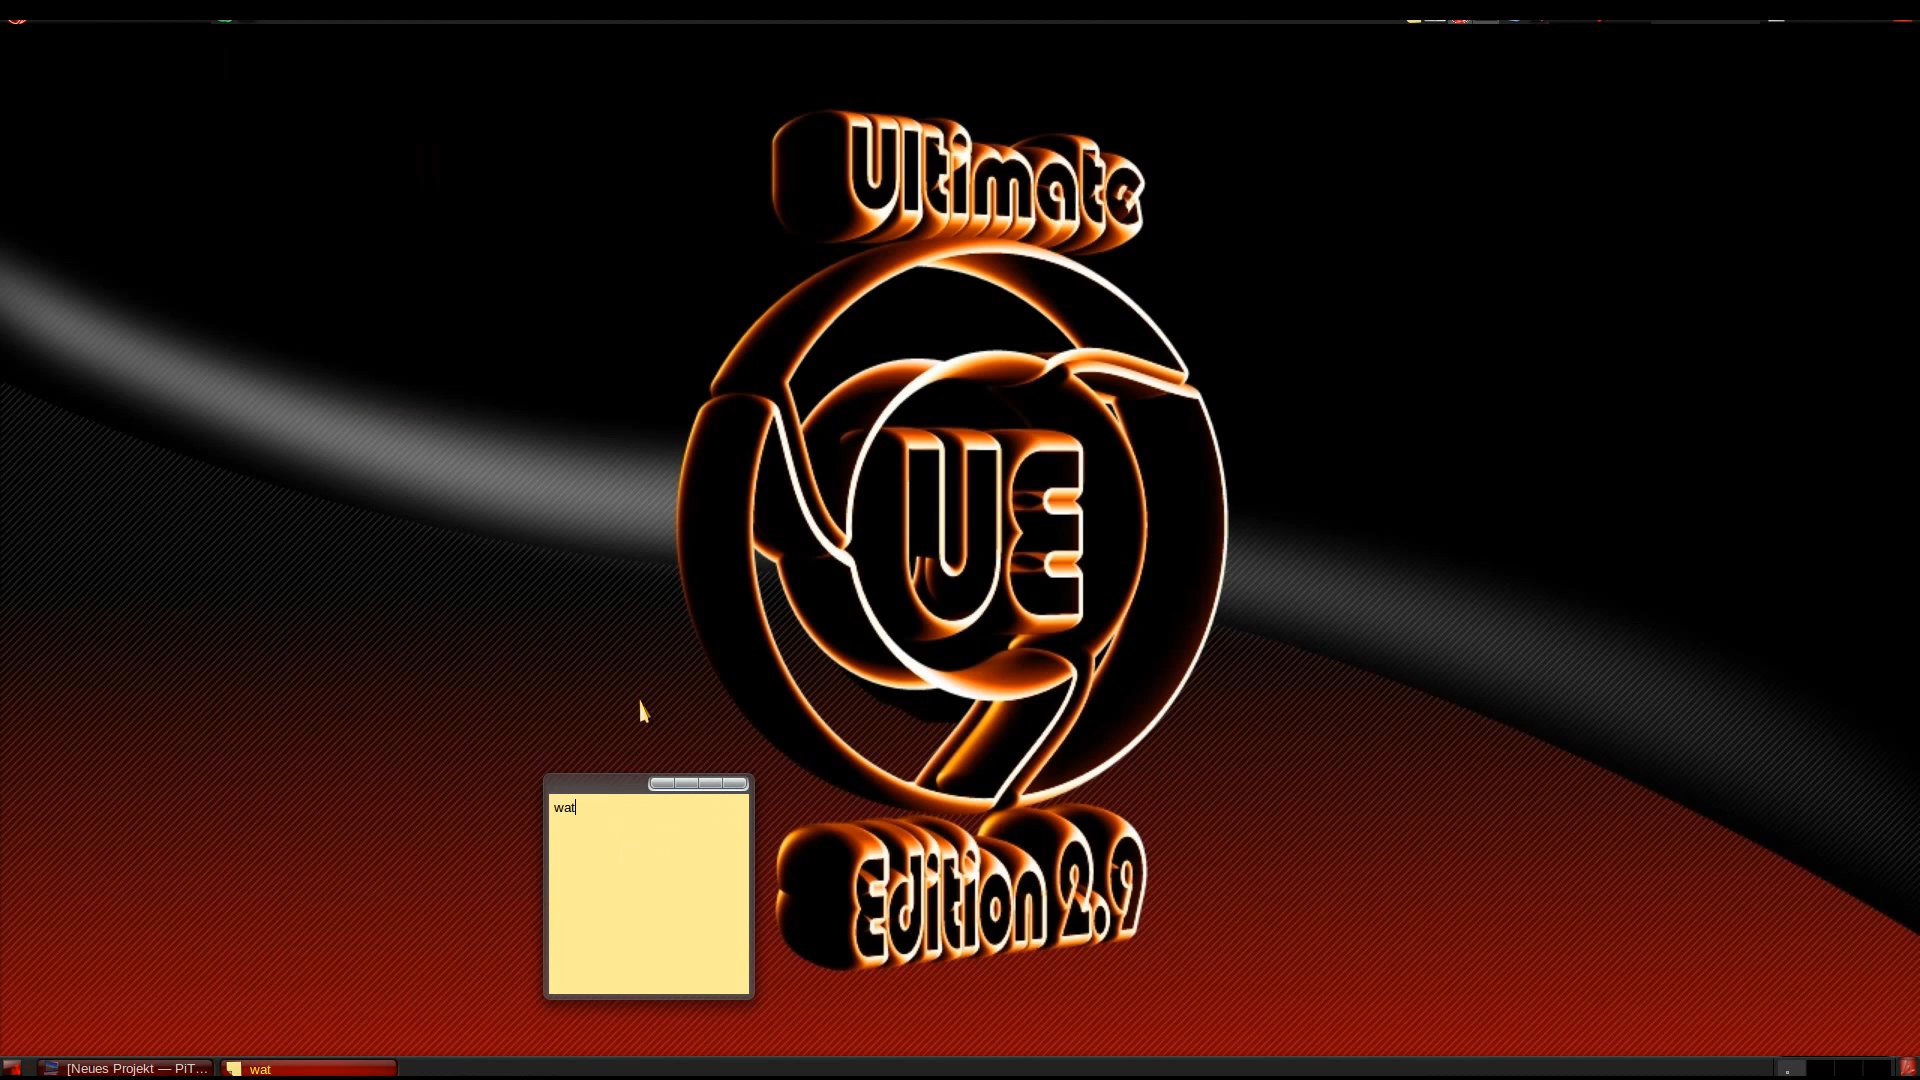 Ultimate
UE
wat
Edition 2.9
[Neues Projekt — PiT...
wat